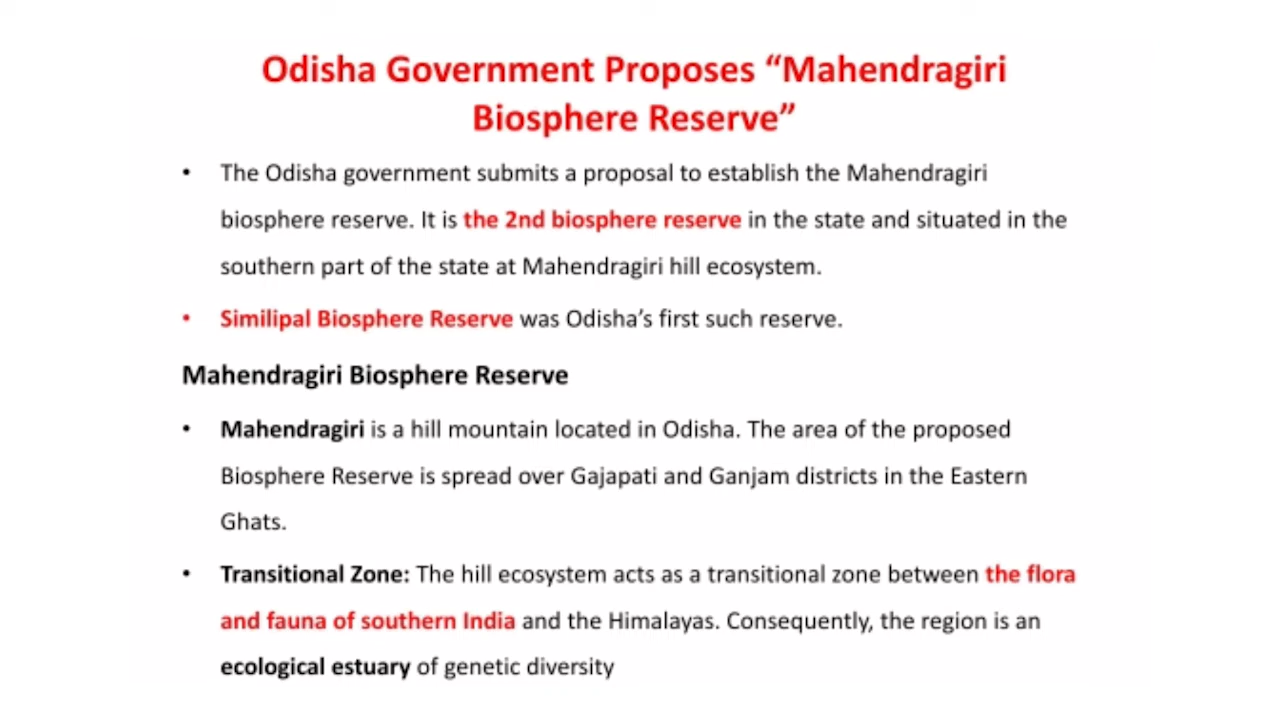 Odisha Government Proposes “Mahendragiri
Biosphere Reserve”
• The Odisha government submits a proposal to establish the Mahendragiri
biosphere reserve. It is the 2nd biosphere reserve in the state and situated in the
southern part of the state at Mahendragiri hill ecosystem.
• Similipal Biosphere Reserve was Odisha’s first such reserve.
Mahendragiri Biosphere Reserve
• Mahendragiri is a hill mountain located in Odisha. The area of the proposed
Biosphere Reserve is spread over Gajapati and Ganjam districts in the Eastern
Ghats.
• Transitional Zone: The hill ecosystem acts as a transitional zone between the flora
and fauna of southern India and the Himalayas. Consequently, the region is an
ecological estuary of genetic diversity